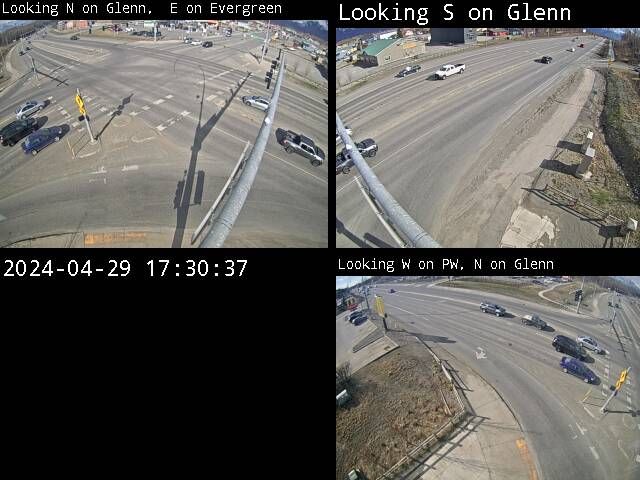 Looking N on Glenn,  E on Evergreen
Looking S on Glenn
2024-04-29 17:30:37
Looking W on PW, N on Glenn